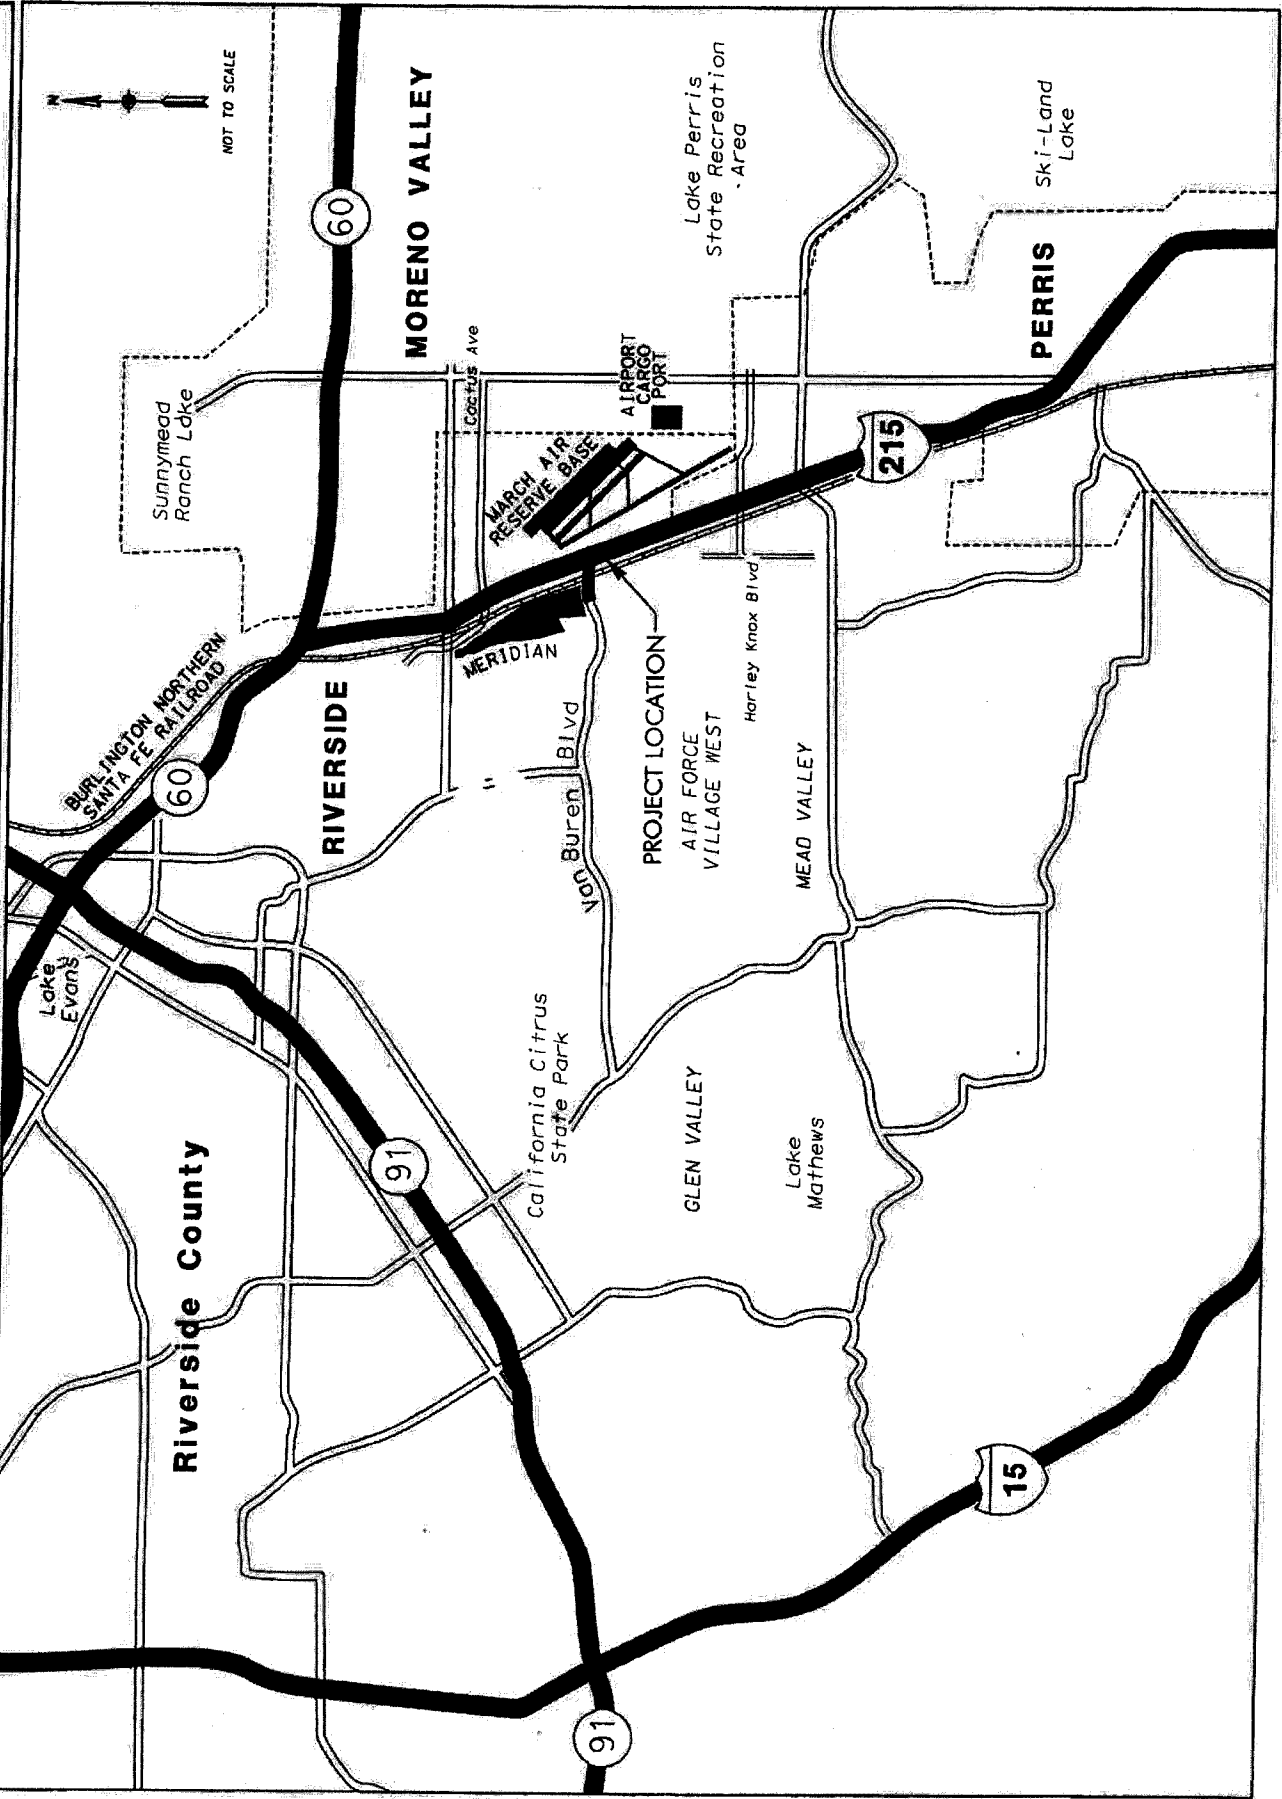 N
NOT TO SCALE
60
MORENO VALLEY
Sunnymead
Ranch Lake
Cactus Ave
MARCH AIR
RESERVE BASE
AIRPORT
CARGO
PORT
Lake Perris
State Recreation
Area
Ski-Land
Lake
PERRIS
215
BURLINGTON NORTHERN
SANTA FE RAILROAD
60
RIVERSIDE
MERIDIAN
Van Buren Blvd
PROJECT LOCATION
AIR FORCE
VILLAGE WEST
Harley Knox Blvd
MEAD VALLEY
Lake
Evans
Riverside County
91
California Citrus
State Park
GLEN VALLEY
Lake
Mathews
15
91